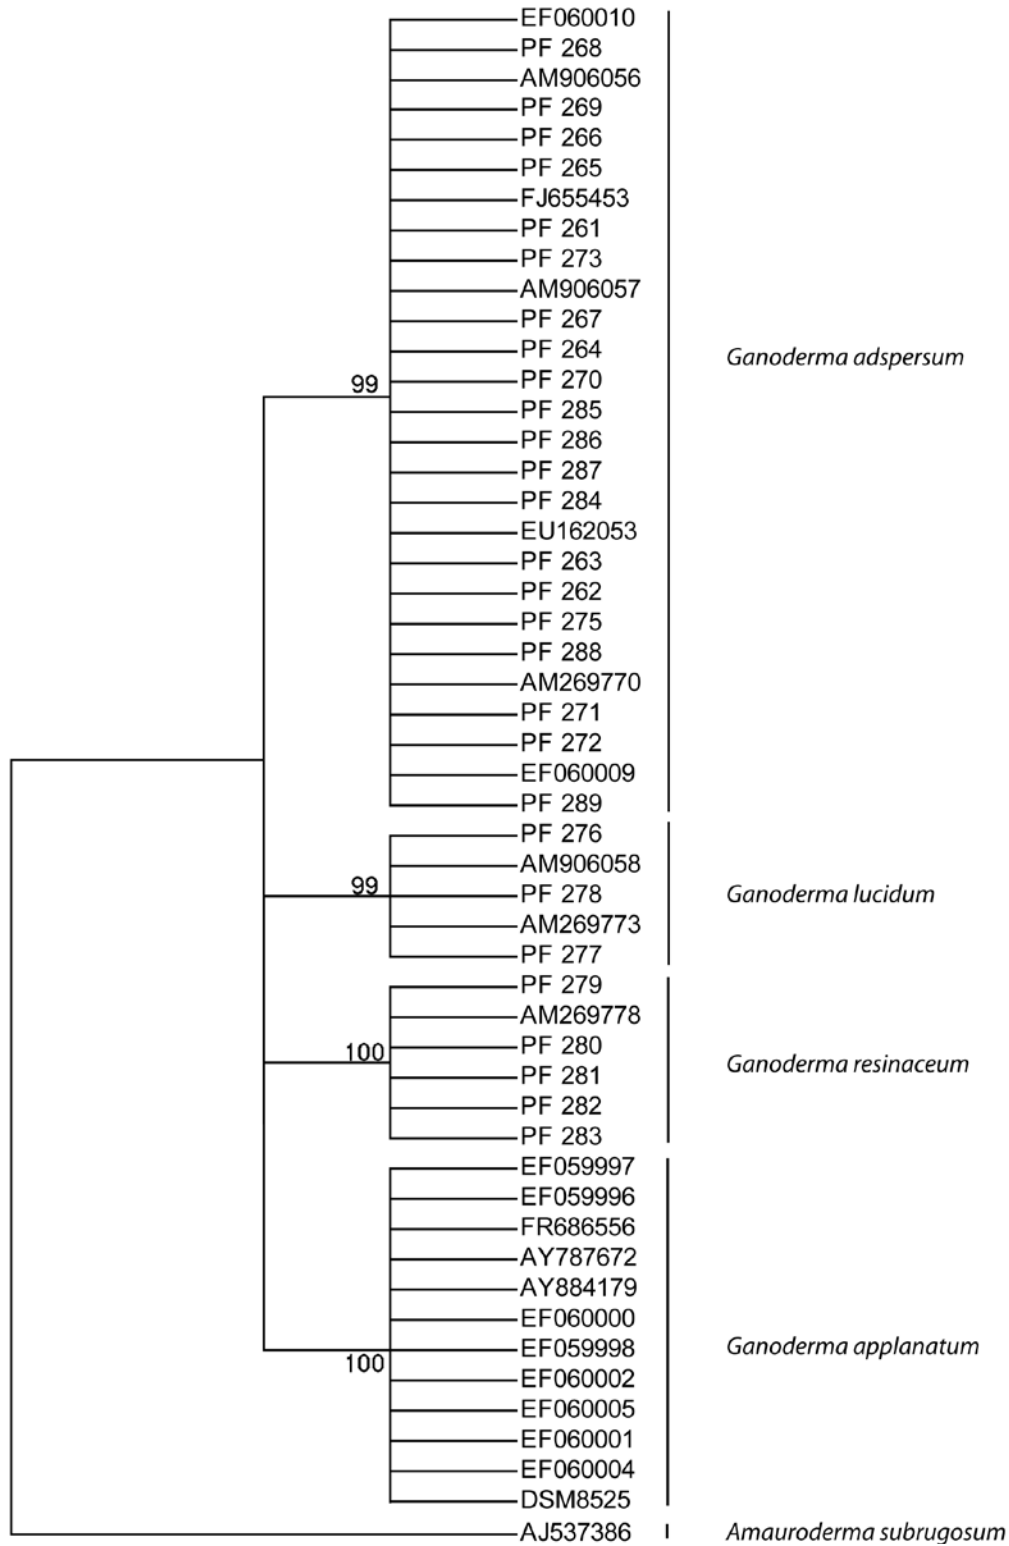 EF060010
PF 268
AM906056
PF 269
PF 266
PF 265
FJ655453
PF 261
PF 273
AM906057
PF 267
PF 264
Ganoderma adspersum
PF 270
99
PF 285
PF 286
PF 287
PF 284
EU162053
PF 263
PF 262
PF 275
PF 288
AM269770
PF 271
PF 272
EF060009
PF 289
PF 276
AM906058
99
PF 278
Ganoderma lucidum
AM269773
PF 277
PF 279
AM269778
PF 280
100
Ganoderma resinaceum
PF 281
PF 282
PF 283
EF059997
EF059996
FR686556
AY787672
AY884179
EF060000
EF059998
Ganoderma applanatum
100
EF060002
EF060005
EF060001
EF060004
DSM8525
AJ537386
Amauroderma subrugosum